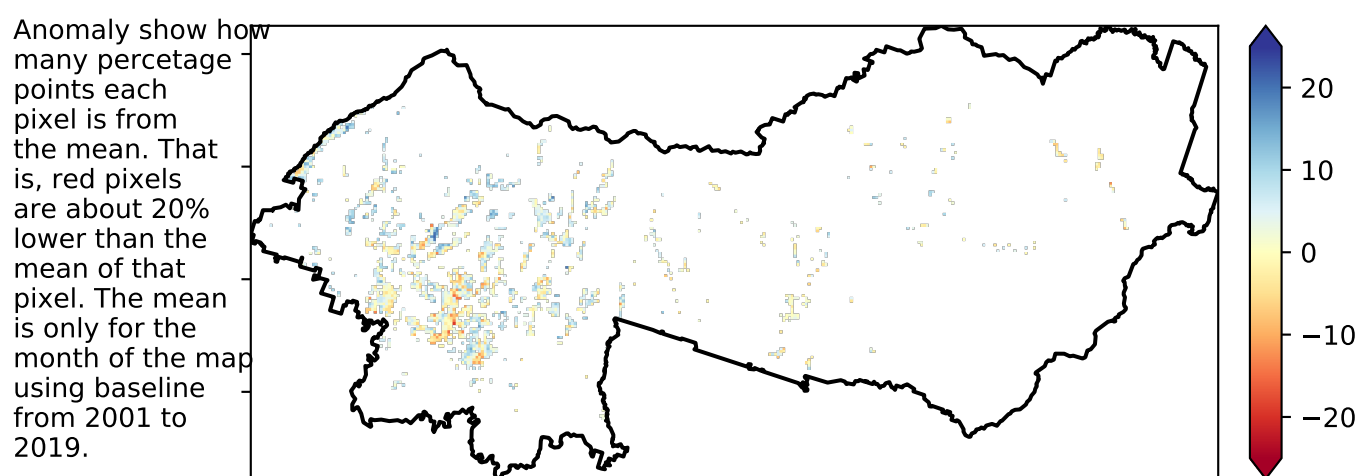 Anomaly show how
many percetage
points each
pixel is from
the mean. That
is, red pixels
are about 20%
lower than the
mean of that
pixel. The mean
is only for the
month of the map
using baseline
from 2001 to
2019.
20
10
0
−10
−20